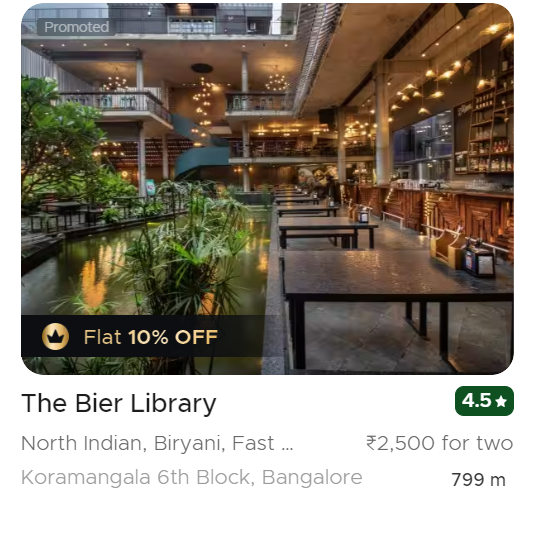 Promoted
Flat 10% OFF
The Bier Library
4.5★
North Indian, Biryani, Fast ...
₹2,500 for two
Koramangala 6th Block, Bangalore
799 m